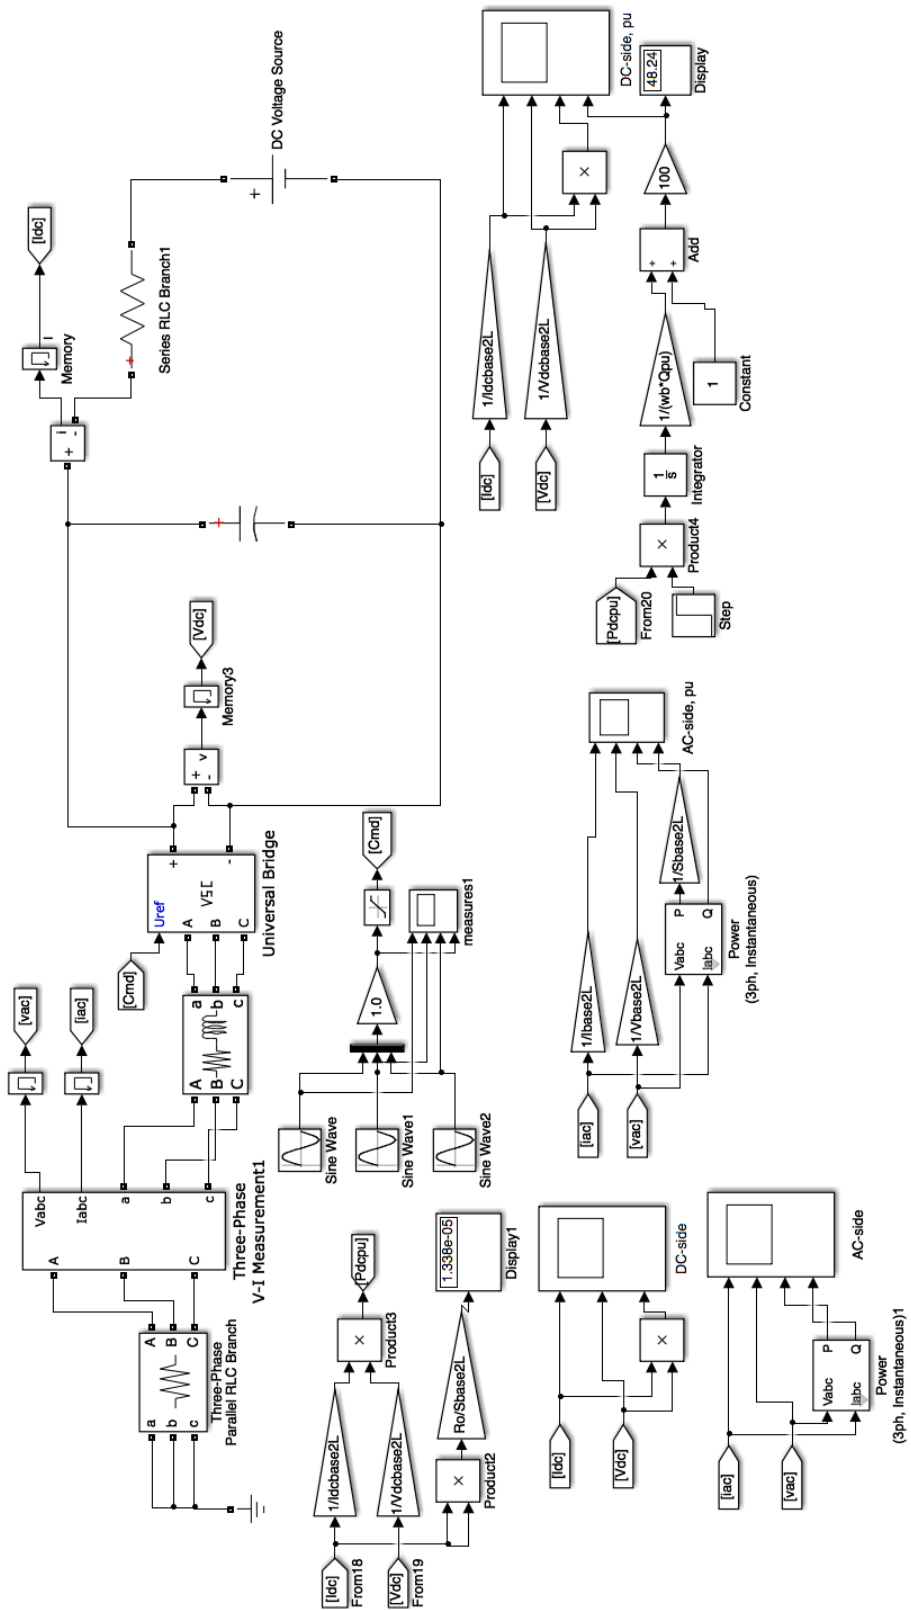 Three-Phase
Parallel RLC Branch
a
b
c
A
B
C
Three-Phase
V-I Measurement1
A
B
C
Vabc
Iabc
a
b
c
[vac]
[iac]
A
B
C
a
b
c
[Cmd]
Universal Bridge
Uref
A
B
C
VSC
+
-
+
-
v
Memory3
[Vdc]
+
+
-
i
Memory
I
[Idc]
+
Series RLC Branch1
+
DC Voltage Source
[Idc]
From18
1/Idcbase2L
[Vdc]
From19
1/Vdcbase2L
×
Product3
[Pdcpu]
×
Product2
Ro/Sbase2L
1.338e-05
Display1
Sine Wave
Sine Wave1
Sine Wave2
1.0
[Cmd]
measures1
[Idc]
[Vdc]
×
DC-side
[iac]
[vac]
Vabc
Iabc
P
Q
Power
(3ph, Instantaneous)1
AC-side
[iac]
[vac]
1/Ibase2L
1/Vbase2L
Vabc
Iabc
P
Q
Power
(3ph, Instantaneous)
1/Sbase2L
AC-side, pu
[Idc]
1/Idcbase2L
[Vdc]
1/Vdcbase2L
×
DC-side, pu
[Pdcpu]
From20
Step
×
Product4
1
s
Integrator
1/(wb*Qpu)
1
Constant
+
+
Add
100
48.24
Display